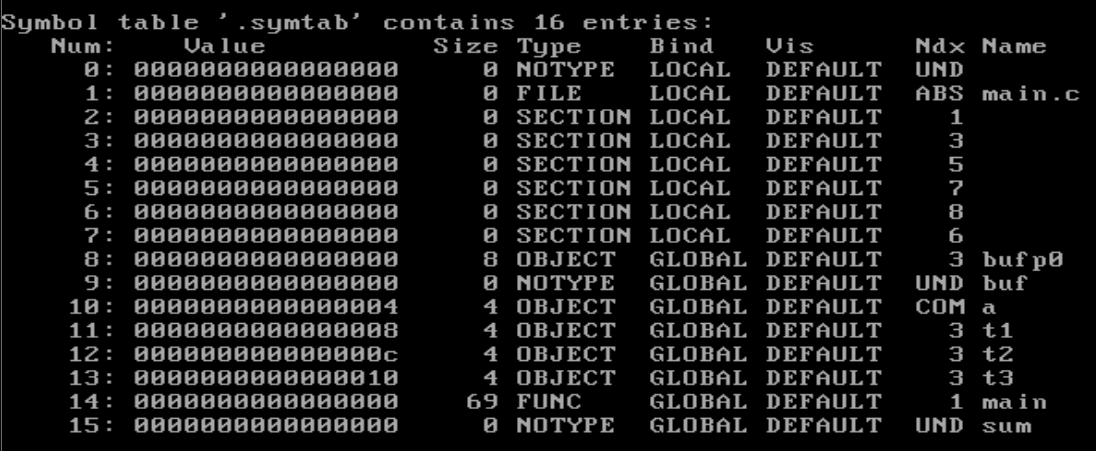 Symbol table '.symtab' contains 16 entries:
Num: Value Size Type Bind Vis Ndx Name
0: 0000000000000000 0 NOTYPE LOCAL DEFAULT UND
1: 0000000000000000 0 FILE LOCAL DEFAULT ABS main.c
2: 0000000000000000 0 SECTION LOCAL DEFAULT 1
3: 0000000000000000 0 SECTION LOCAL DEFAULT 3
4: 0000000000000000 0 SECTION LOCAL DEFAULT 5
5: 0000000000000000 0 SECTION LOCAL DEFAULT 7
6: 0000000000000000 0 SECTION LOCAL DEFAULT 8
7: 0000000000000000 0 SECTION LOCAL DEFAULT 6
8: 0000000000000000 8 OBJECT GLOBAL DEFAULT 3 bufp0
9: 0000000000000000 0 NOTYPE GLOBAL DEFAULT UND buf
10: 0000000000000004 4 OBJECT GLOBAL DEFAULT COM a
11: 0000000000000008 4 OBJECT GLOBAL DEFAULT 3 t1
12: 000000000000000c 4 OBJECT GLOBAL DEFAULT 3 t2
13: 0000000000000010 4 OBJECT GLOBAL DEFAULT 3 t3
14: 0000000000000000 69 FUNC GLOBAL DEFAULT 1 main
15: 0000000000000000 0 NOTYPE GLOBAL DEFAULT UND sum